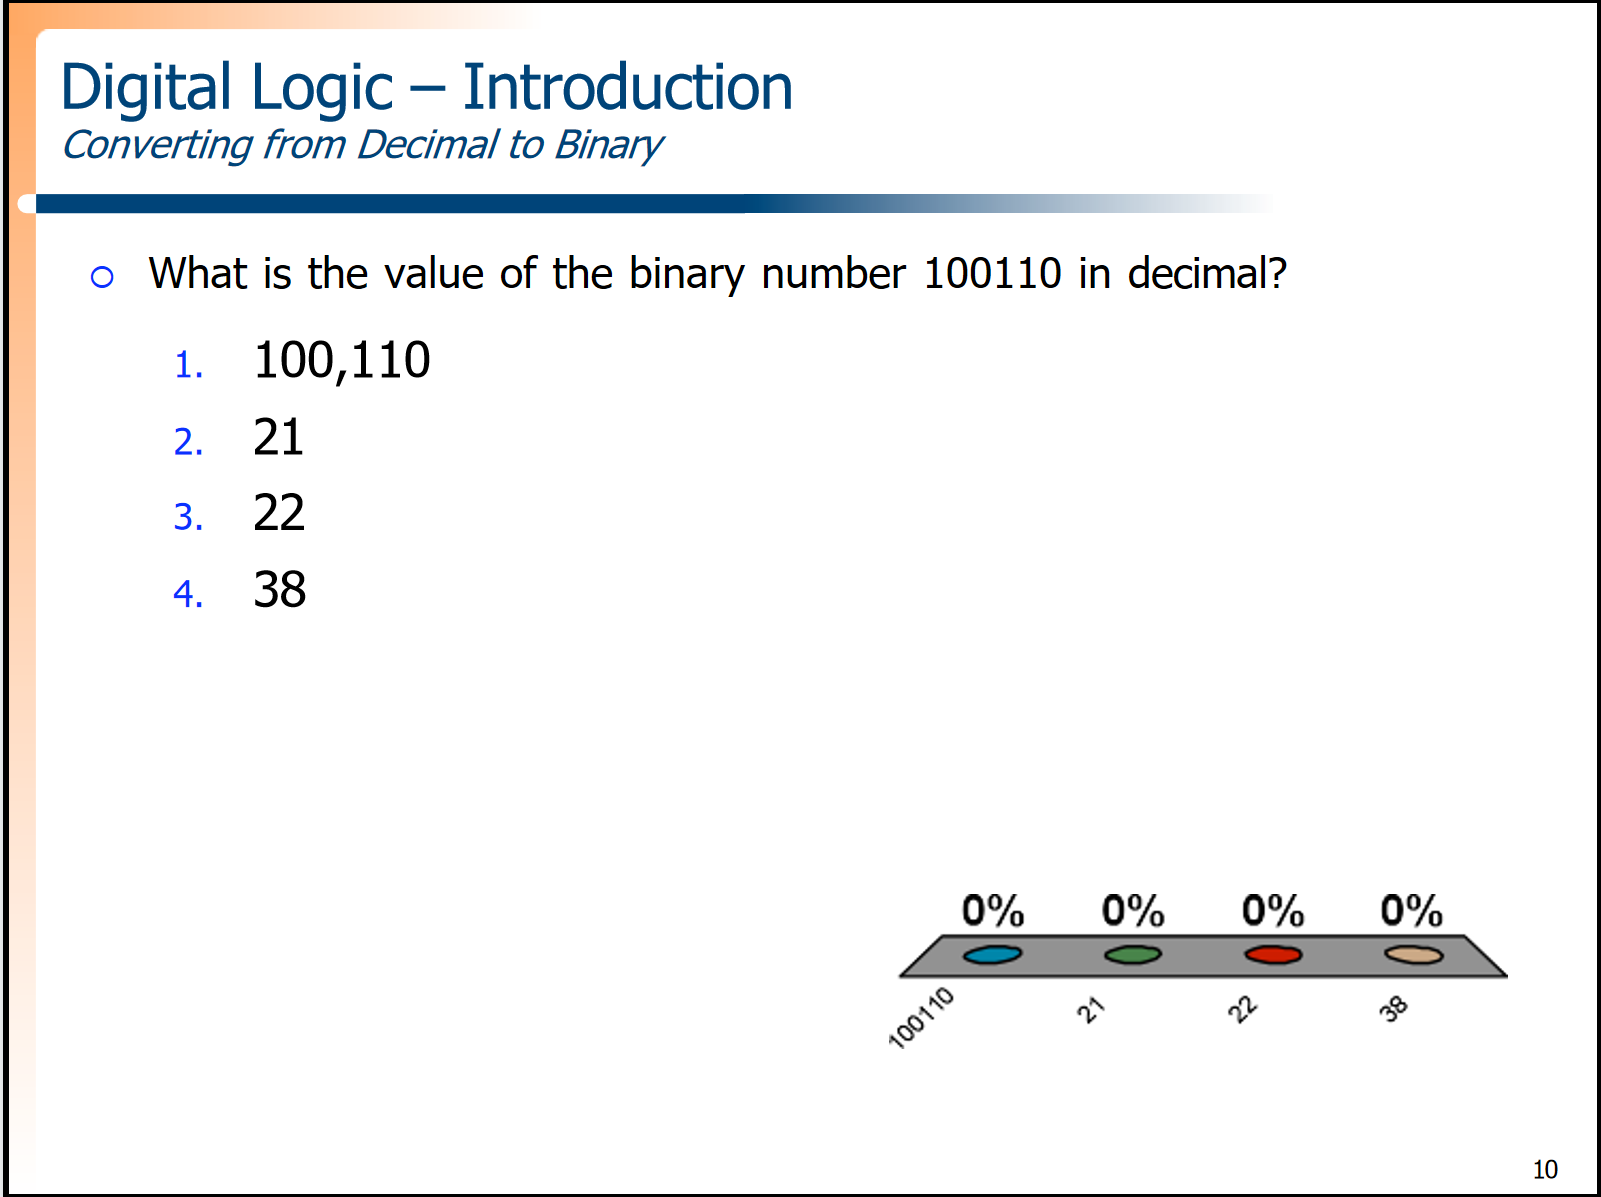 Digital Logic – Introduction
Converting from Decimal to Binary
What is the value of the binary number 100110 in decimal?
1. 100,110
2. 21
3. 22
4. 38
0% 0% 0% 0%
100110 21 22 38
10